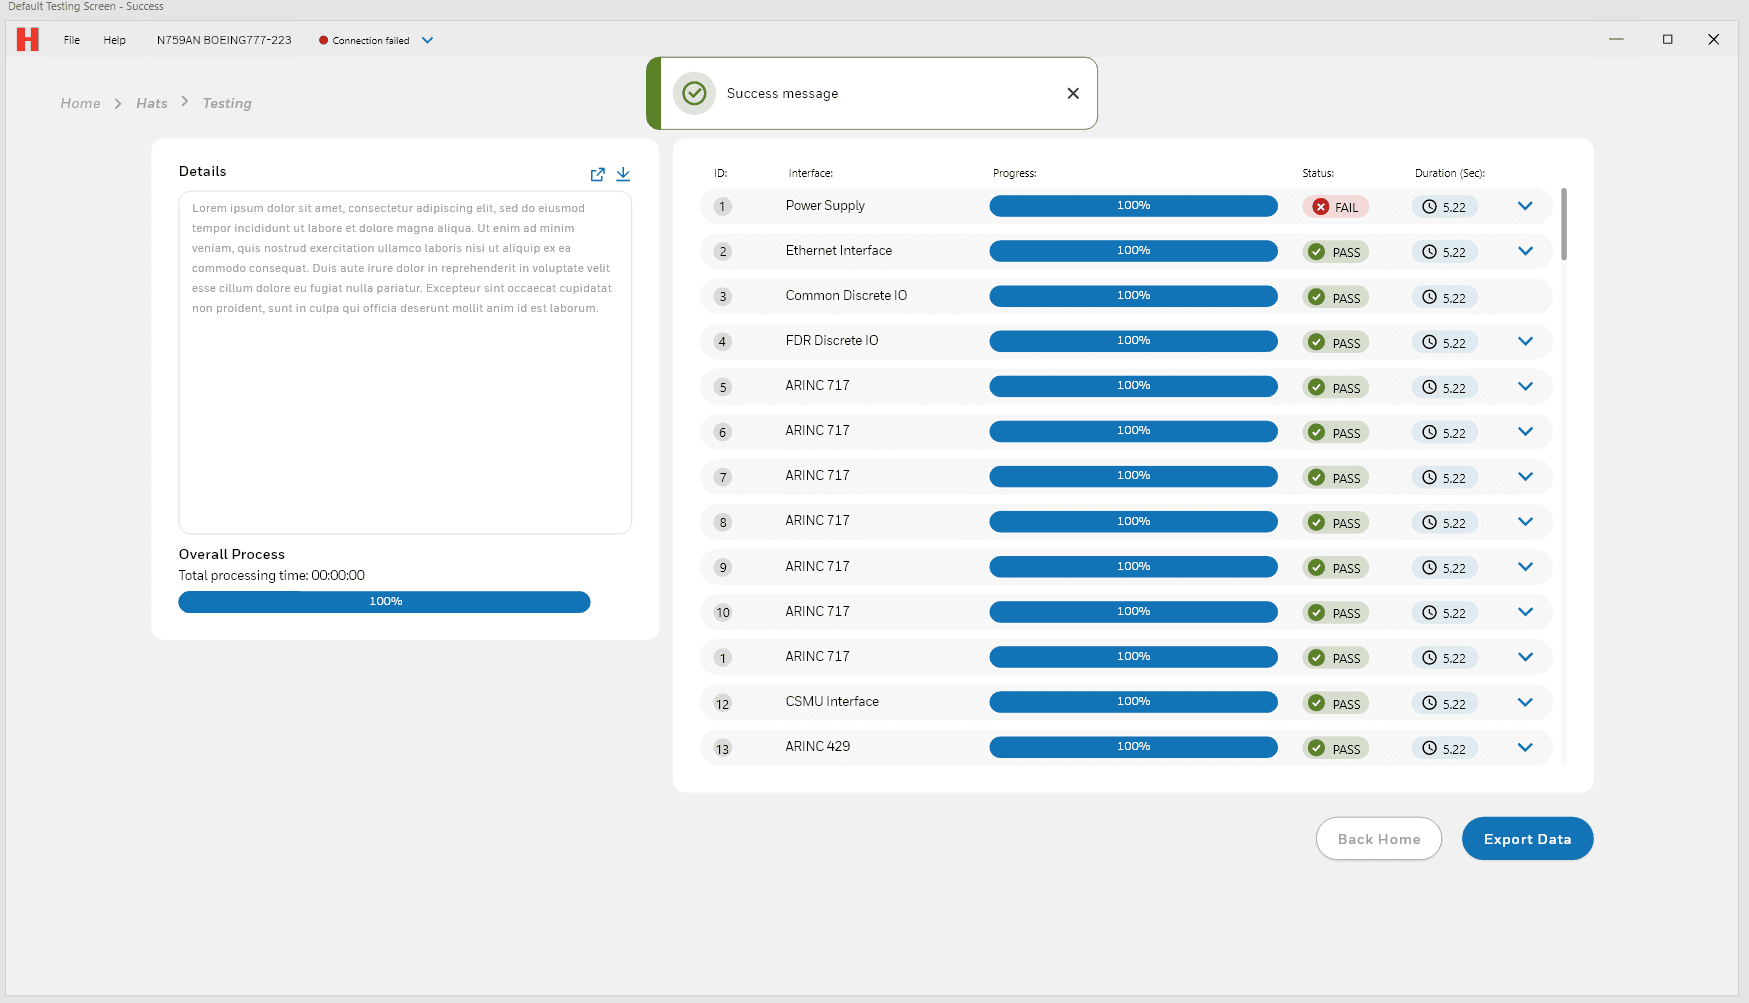 Default Testing Screen - Success
H File Help N759AN BOEING777-223 Connection failed
Success message
Home Hats Testing
Details
Lorem ipsum dolor sit amet, consectetur adipiscing elit, sed do eiusmod
tempor incididunt ut labore et dolore magna aliqua. Ut enim ad minim
veniam, quis nostrud exercitation ullamco laboris nisi ut aliquip ex ea
commodo consequat. Duis aute irure dolor in reprehenderit in voluptate velit
esse cillum dolore eu fugiat nulla pariatur. Excepteur sint occaecat cupidatat
non proident, sunt in culpa qui officia deserunt mollit anim id est laborum.
Overall Process
Total processing time: 00:00:00
100%
ID: Interface: Progress: Status: Duration (Sec):
1 Power Supply 100% FAIL 5.22
2 Ethernet Interface 100% PASS 5.22
3 Common Discrete IO 100% PASS 5.22
4 FDR Discrete IO 100% PASS 5.22
5 ARINC 717 100% PASS 5.22
6 ARINC 717 100% PASS 5.22
7 ARINC 717 100% PASS 5.22
8 ARINC 717 100% PASS 5.22
9 ARINC 717 100% PASS 5.22
10 ARINC 717 100% PASS 5.22
1 ARINC 717 100% PASS 5.22
12 CSMU Interface 100% PASS 5.22
13 ARINC 429 100% PASS 5.22
Back Home Export Data